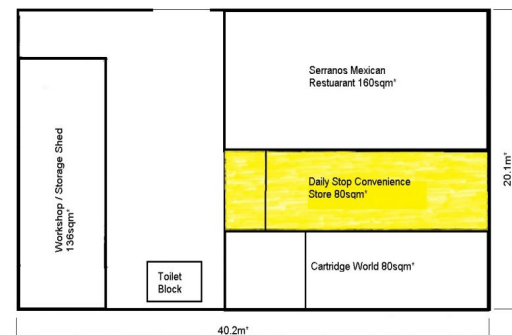 Serranos Mexican
Restuarant 160sqm*
Workshop / Storage Shed
136sqm*
Daily Stop Convenience
Store 80sqm*
20.1m*
Toilet
Block
Cartridge World 80sqm*
40.2m*